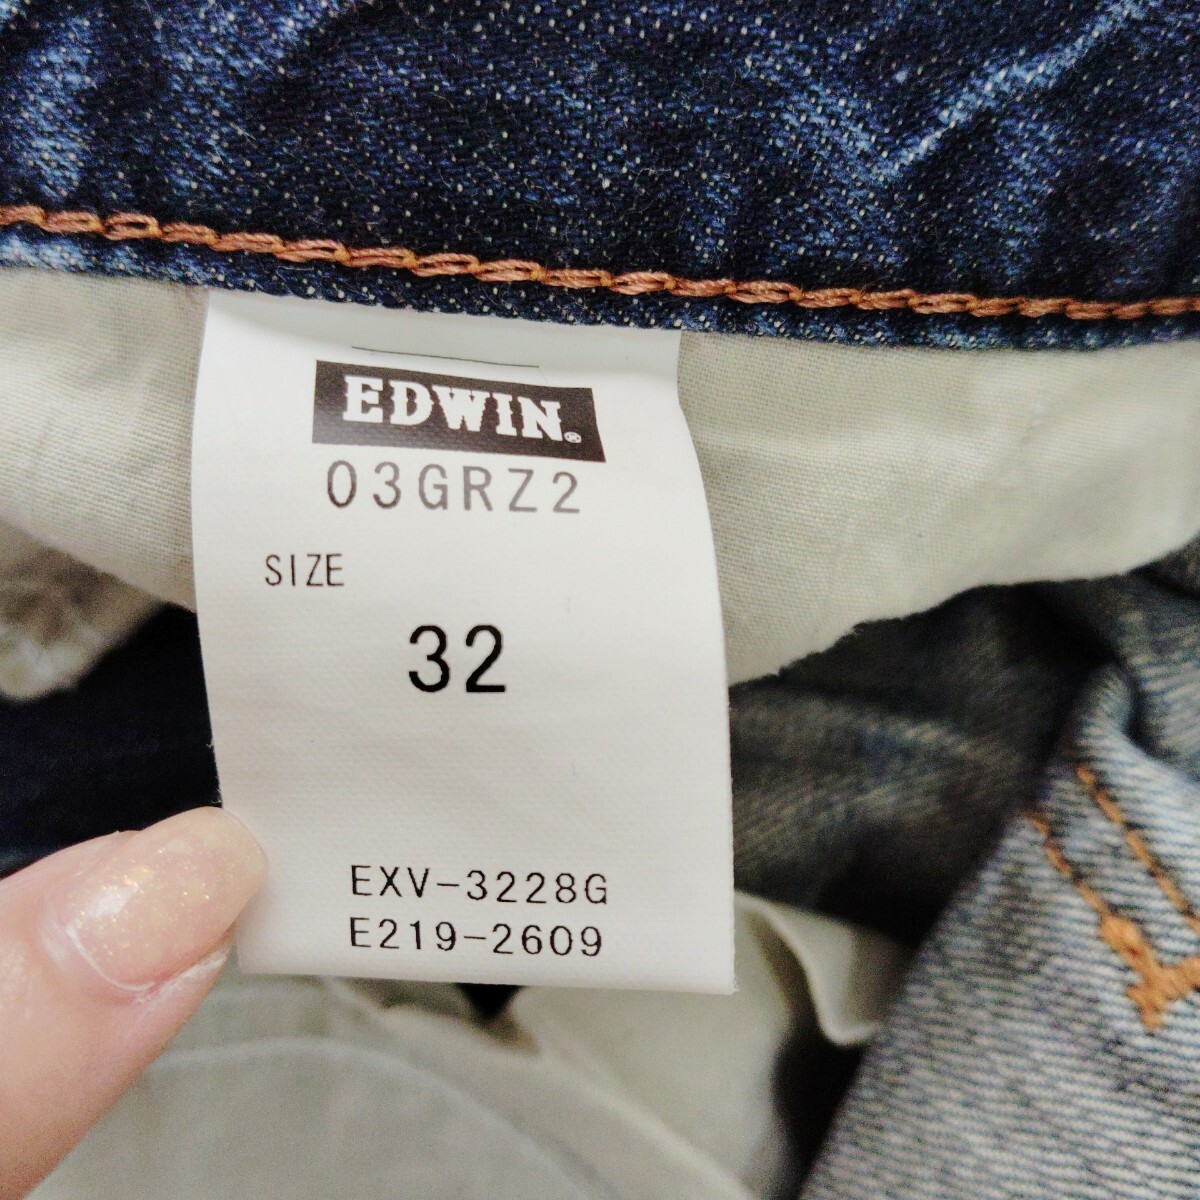 EDWIN®
03GRZ2
SIZE
32
EXV-3228G
E219-2609